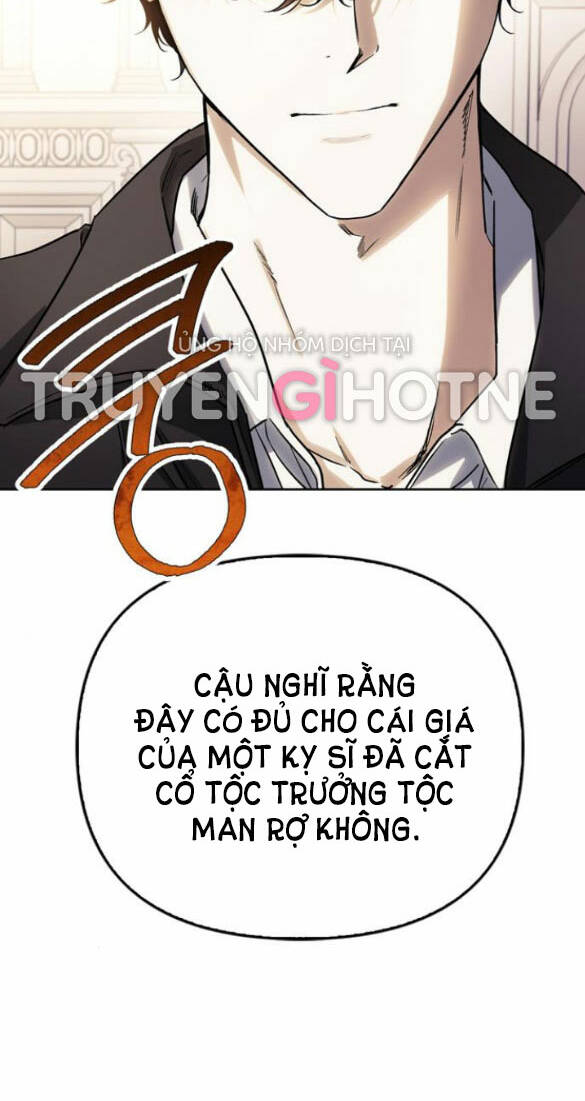 ỦNG HỘ NHÓM DỊCH TẠI
TRUYENGIHOTNE
쿵
CẬU NGHĨ RẰNG
ĐÂY CÓ ĐỦ CHO CÁI GIÁ
CỦA MỘT KỴ SĨ ĐÃ CẮT
CỔ TỘC TRƯỞNG TỘC
MAN RỢ KHÔNG.